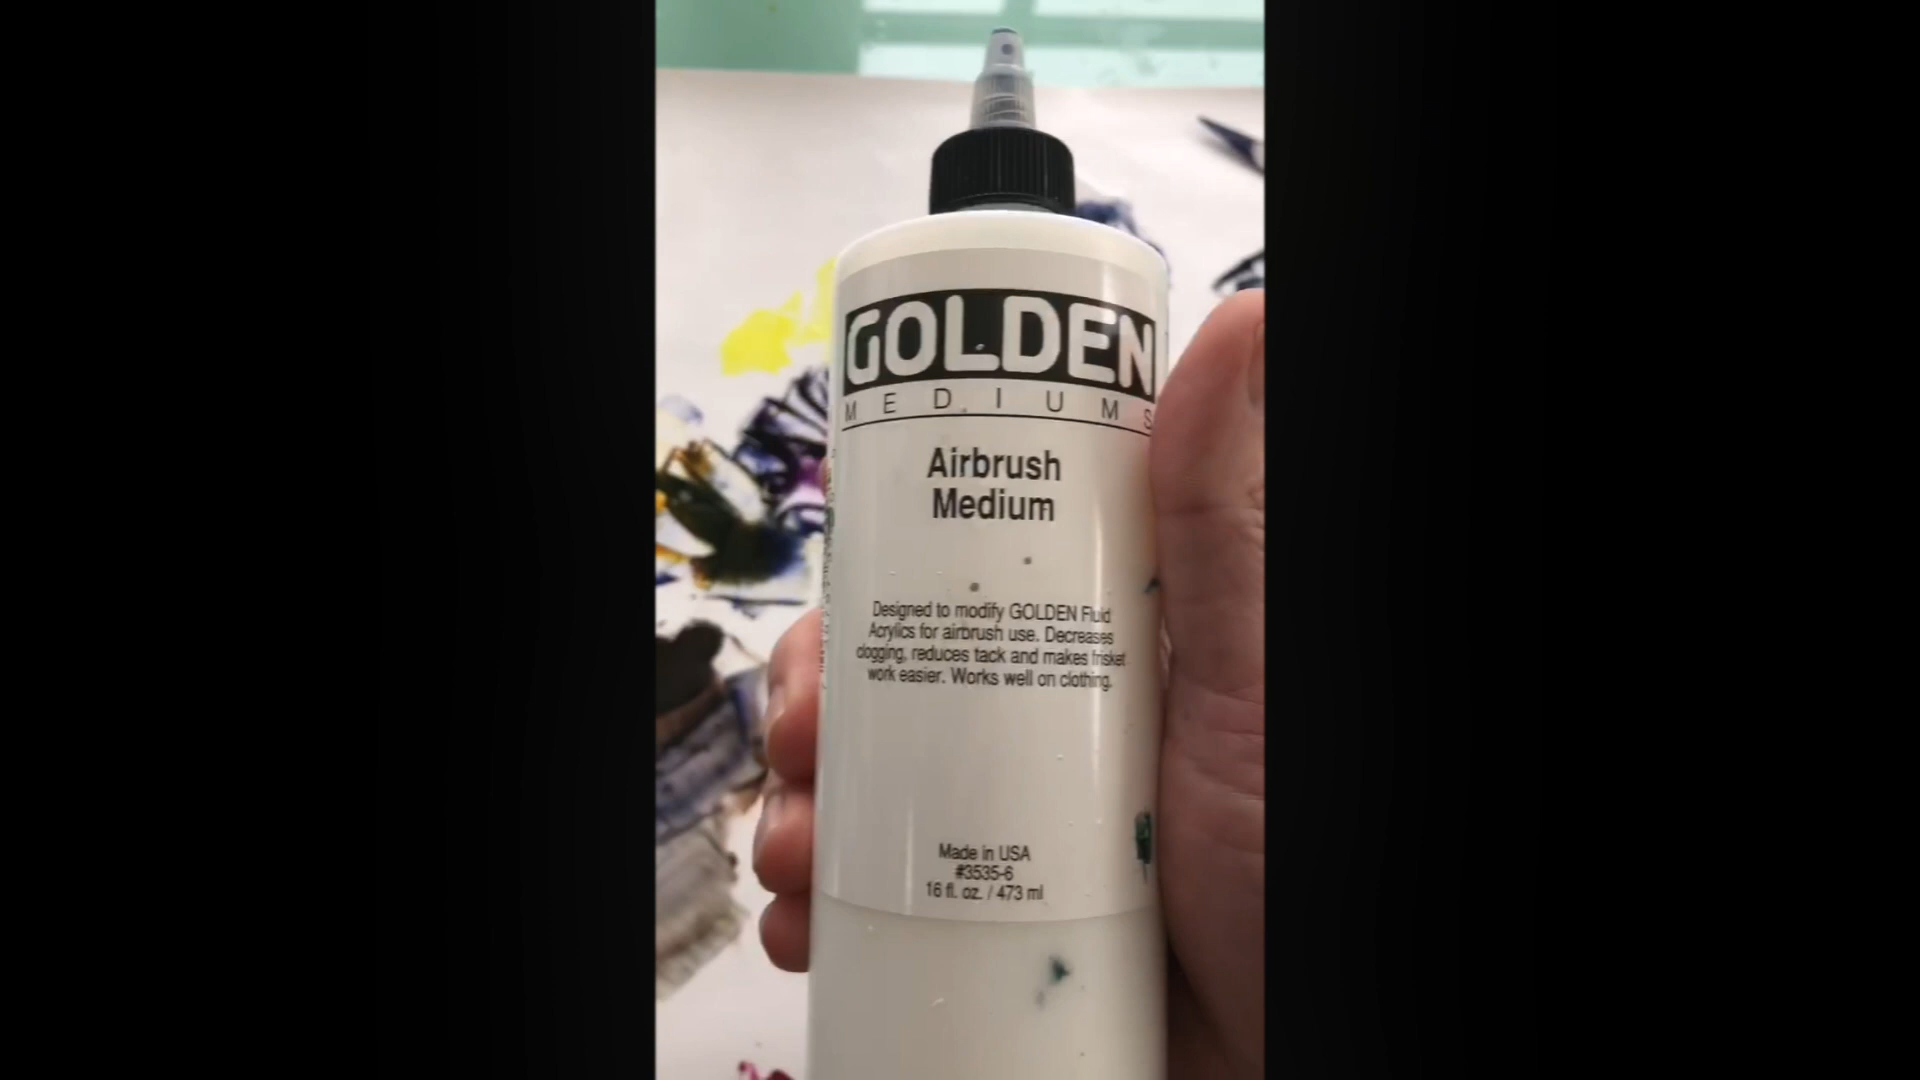 GOLDEN
MEDIUMS
Airbrush
Medium
Designed to modify GOLDEN Fluid
Acrylics for airbrush use. Decreases
clogging, reduces tack and makes frisket
work easier. Works well on clothing.
Made in USA
#3535-6
16 fl. oz. / 473 ml